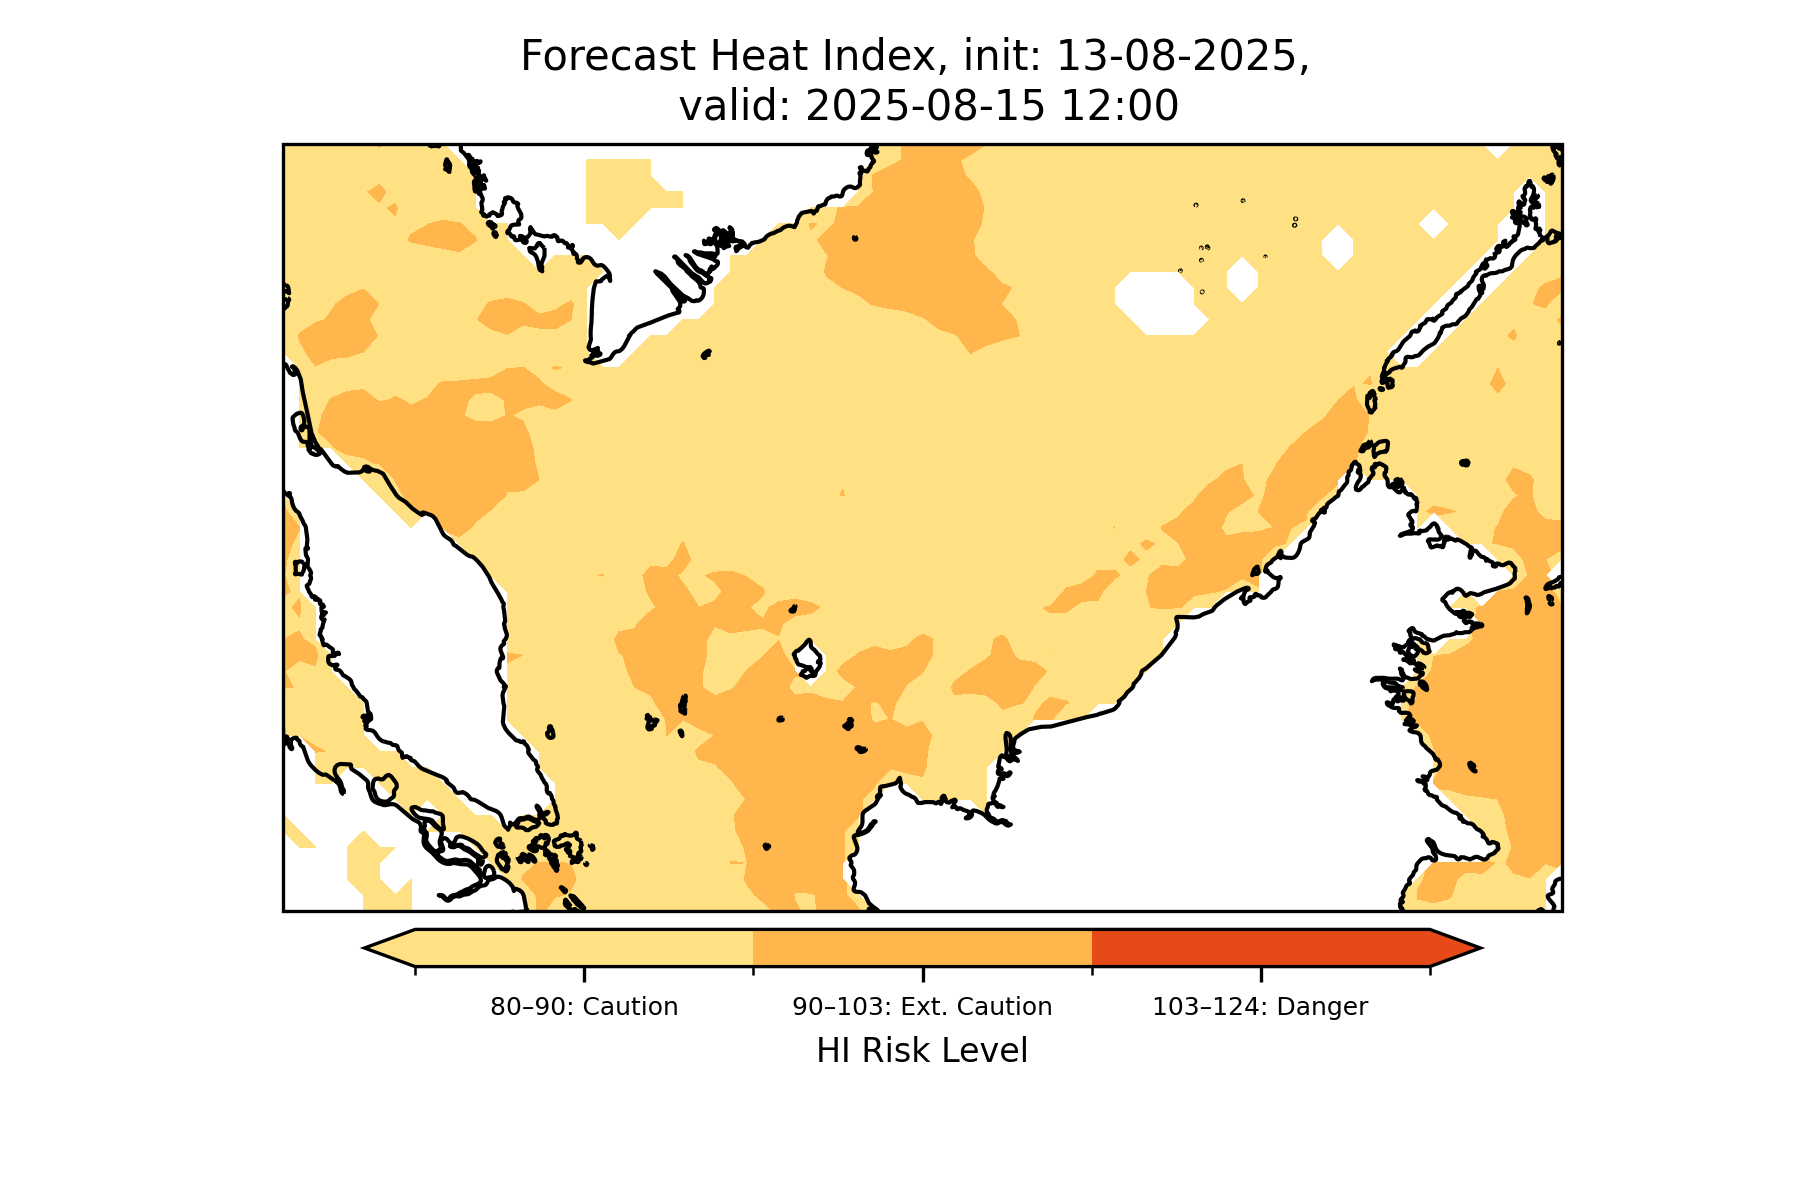 Forecast Heat Index, init: 13-08-2025,
valid: 2025-08-15 12:00
80–90: Caution
90–103: Ext. Caution
103–124: Danger
HI Risk Level